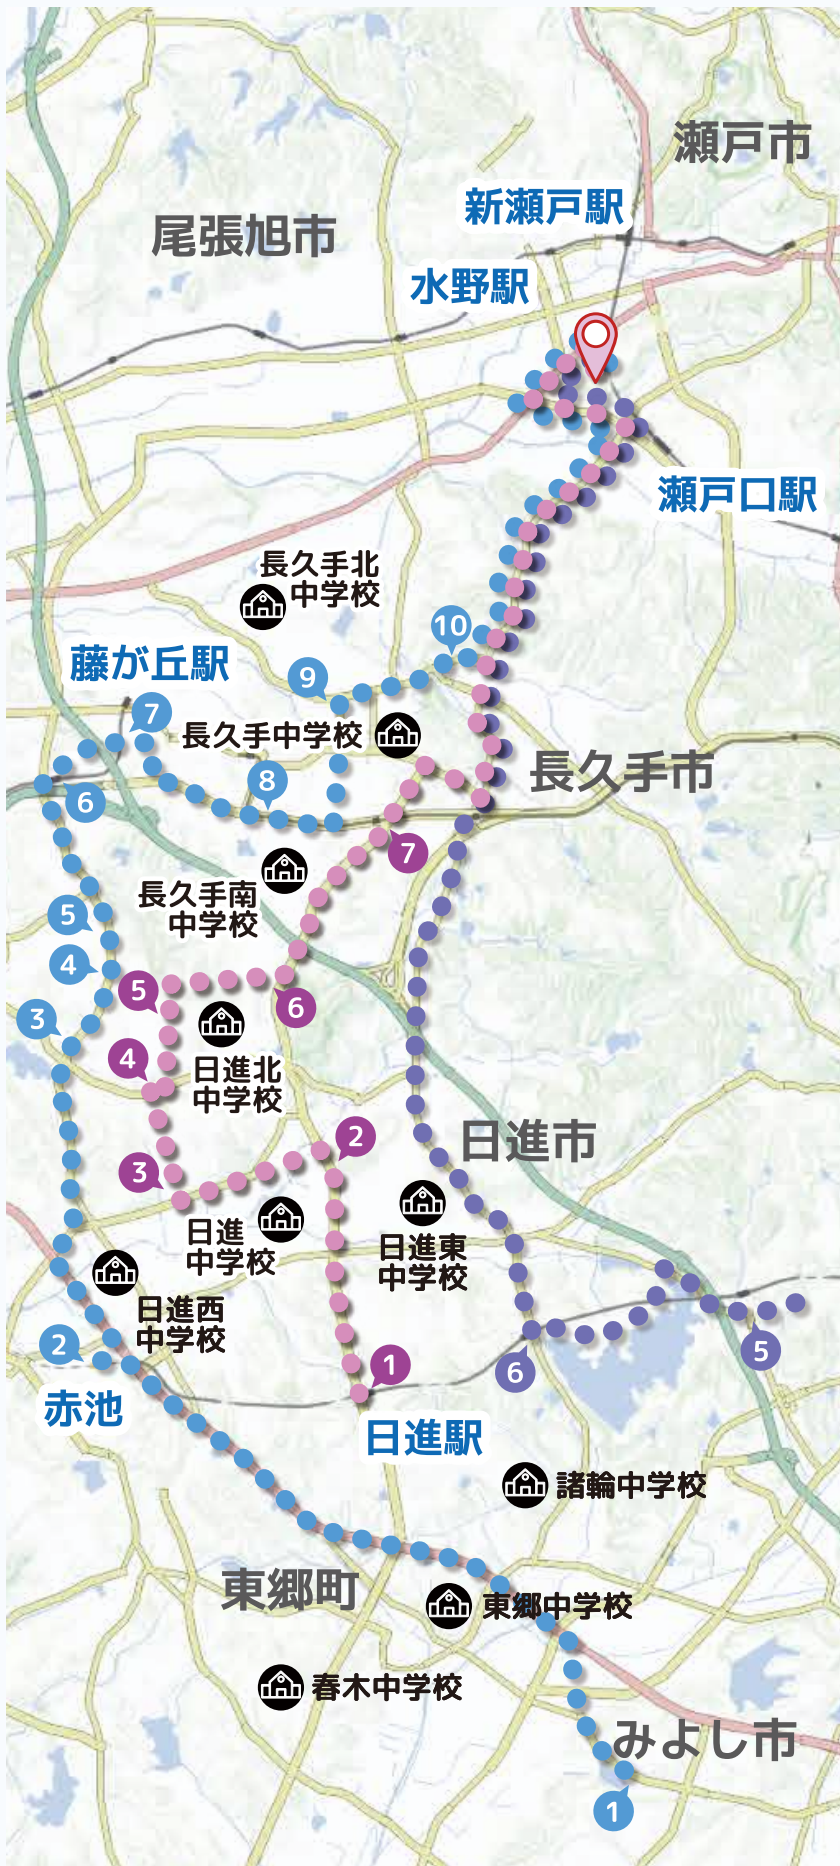 瀬戸市
新瀬戸駅
尾張旭市
水野駅
瀬戸口駅
長久手北
中学校
10
藤が丘駅
9
7
長久手中学校
長久手市
8
6
7
長久手南
中学校
5
4
5
6
3
日進北
中学校
4
2
日進市
3
日進
中学校
日進東
中学校
日進西
中学校
2
1
6
5
赤池
日進駅
諸輪中学校
東郷町
東郷中学校
春木中学校
みよし市
1